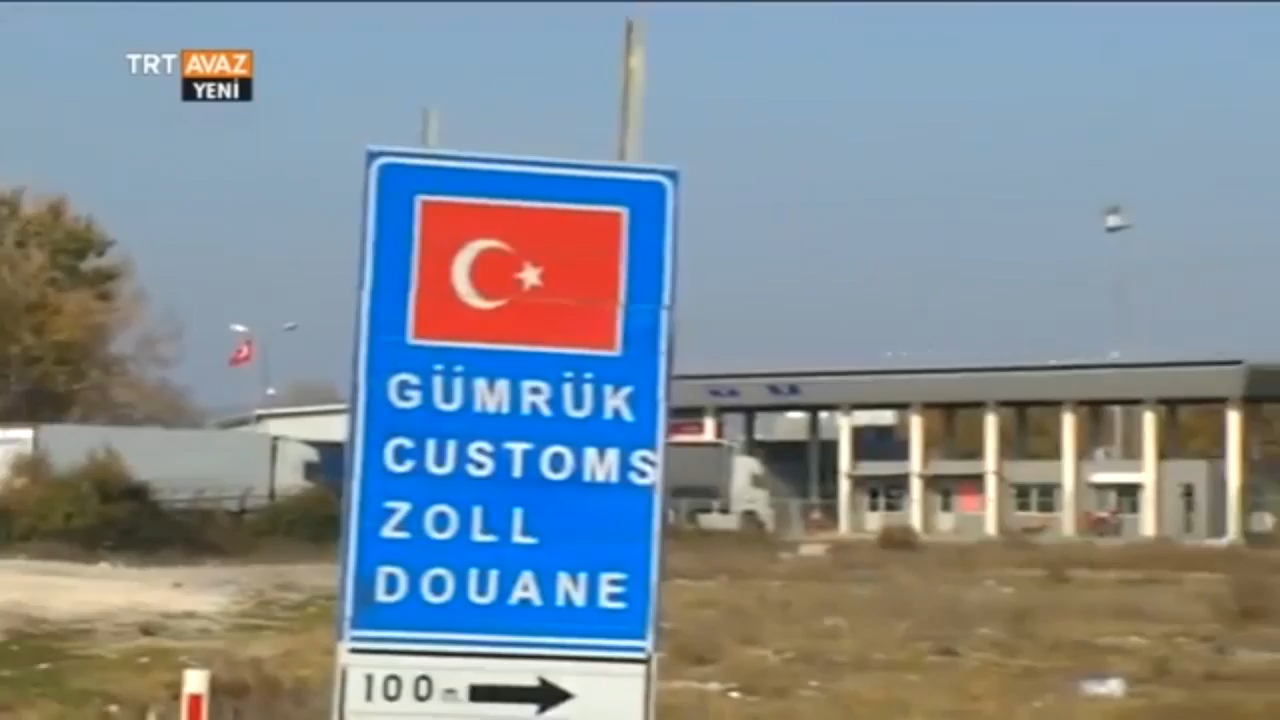 TRT AVAZ
YENİ
GÜMRÜK
CUSTOMS
ZOLL
DOUANE
100 m